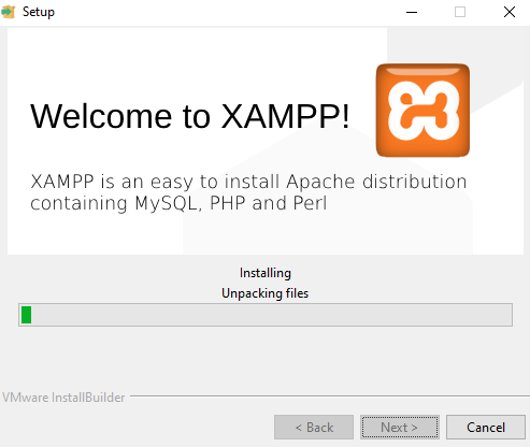 Setup
Welcome to XAMPP!
XAMPP is an easy to install Apache distribution
containing MySQL, PHP and Perl
Installing
Unpacking files
VMware InstallBuilder
< Back
Next >
Cancel